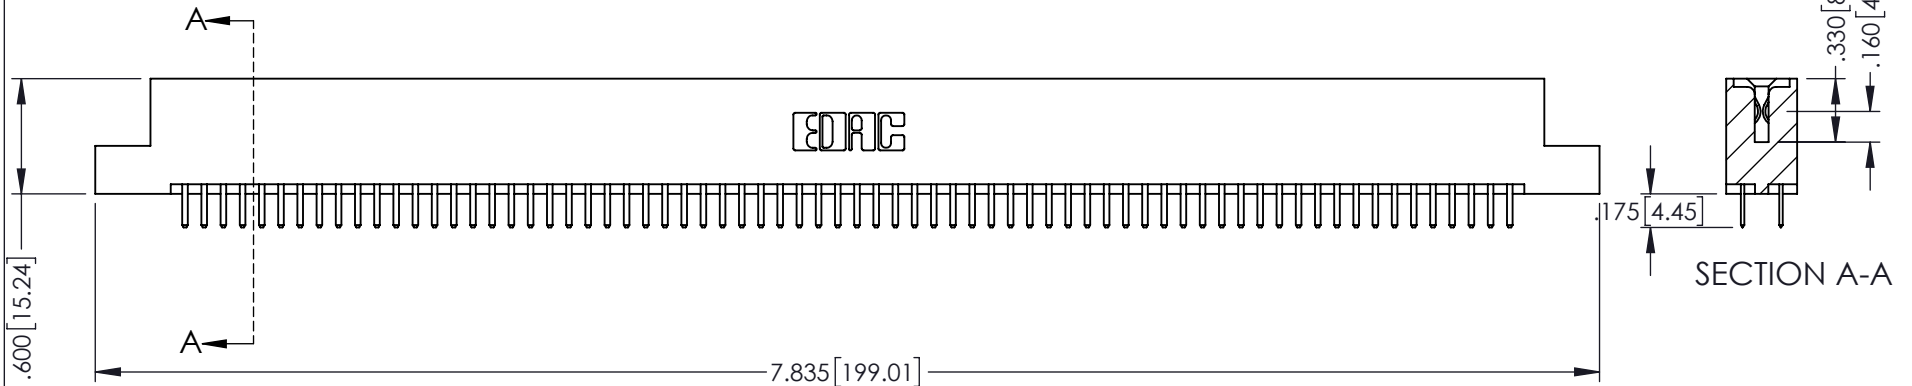 A
EDAC
.330[8
.160[4
.175[4.45]
SECTION A-A
.600[15.24]
A
7.835[199.01]